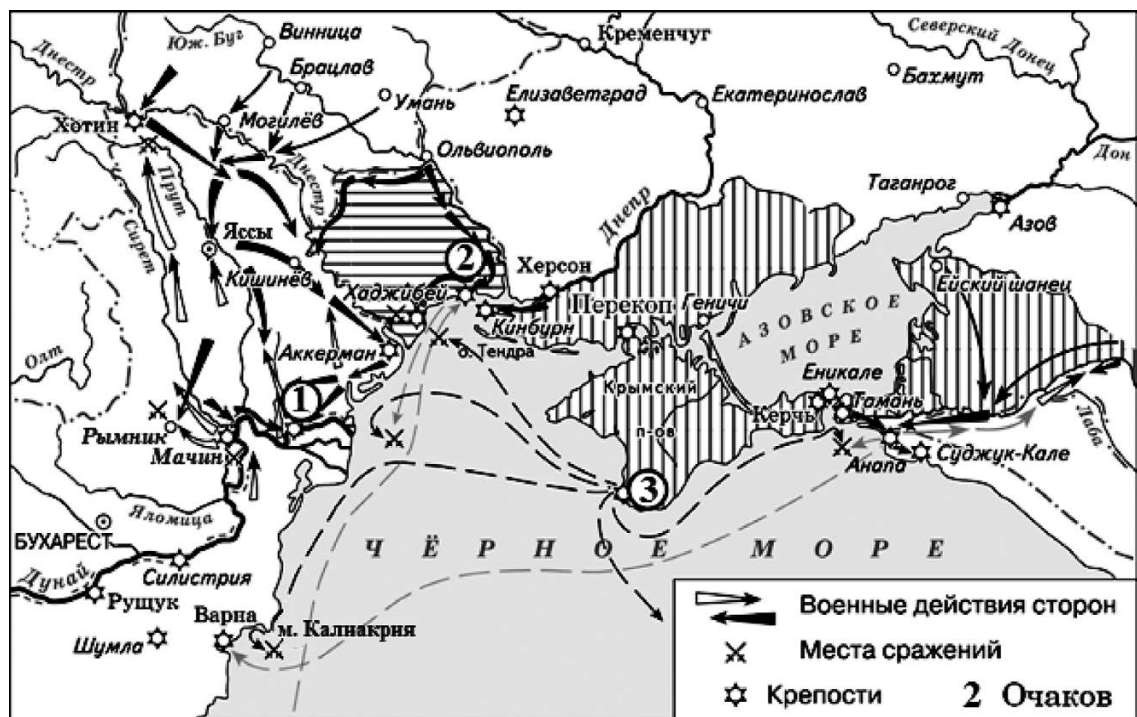 Юж. Буг
Винница
Кременчуг
Северский Донец
Днестр
Брацлав
Бахмут
Умань
Елизаветград
Екатеринослав
Хотин
Могилёв
Днестр
Ольвиополь
Дон
Прут
Таганрог
Днепр
Азов
Сирет
Яссы
2
Херсон
Ейский шанец
Кишинёв
Хаджибей
Перекоп
Геничи
Кинбурн
АЗОВСКОЕ
МОРЕ
о. Тендра
Олт
Аккерман
Крымский
п-ов
Еникале
1
Тамань
Керчь
Лаба
Рымник
Мачин
Анапа
Суджук-Кале
3
Яломица
БУХАРЕСТ
ЧЁРНОЕ МОРЕ
Силистрия
Дунай
Рущук
Варна
м. Калиакрия
Шумла
Военные действия сторон
Места сражений
Крепости
2 Очаков